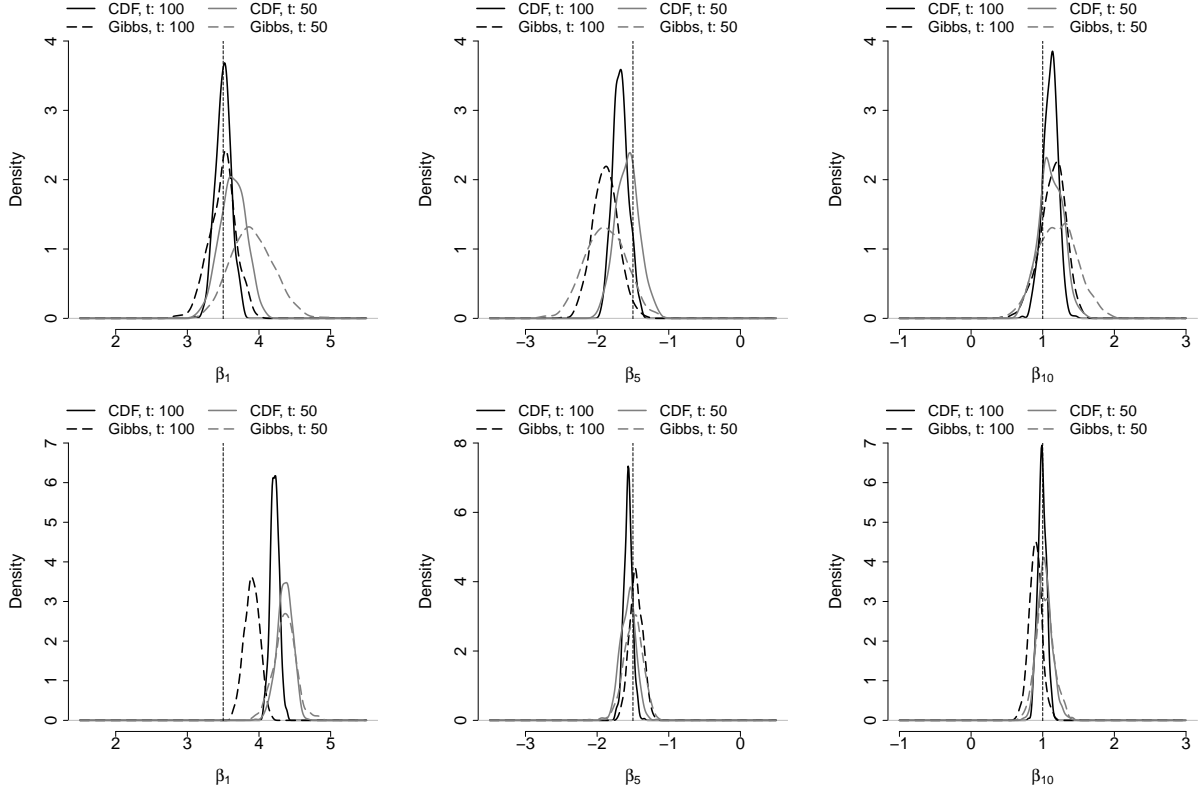 CDF, t: 100 CDF, t: 50
Gibbs, t: 100 Gibbs, t: 50
Density
0 1 2 3 4
2 3 4 5
β1
CDF, t: 100 CDF, t: 50
Gibbs, t: 100 Gibbs, t: 50
Density
0 1 2 3 4
−3 −2 −1 0
β5
CDF, t: 100 CDF, t: 50
Gibbs, t: 100 Gibbs, t: 50
Density
0 1 2 3 4
−1 0 1 2 3
β10
CDF, t: 100 CDF, t: 50
Gibbs, t: 100 Gibbs, t: 50
Density
0 1 2 3 4 5 6 7
2 3 4 5
β1
CDF, t: 100 CDF, t: 50
Gibbs, t: 100 Gibbs, t: 50
Density
0 2 4 6 8
−3 −2 −1 0
β5
CDF, t: 100 CDF, t: 50
Gibbs, t: 100 Gibbs, t: 50
Density
0 1 2 3 4 5 6 7
−1 0 1 2 3
β10